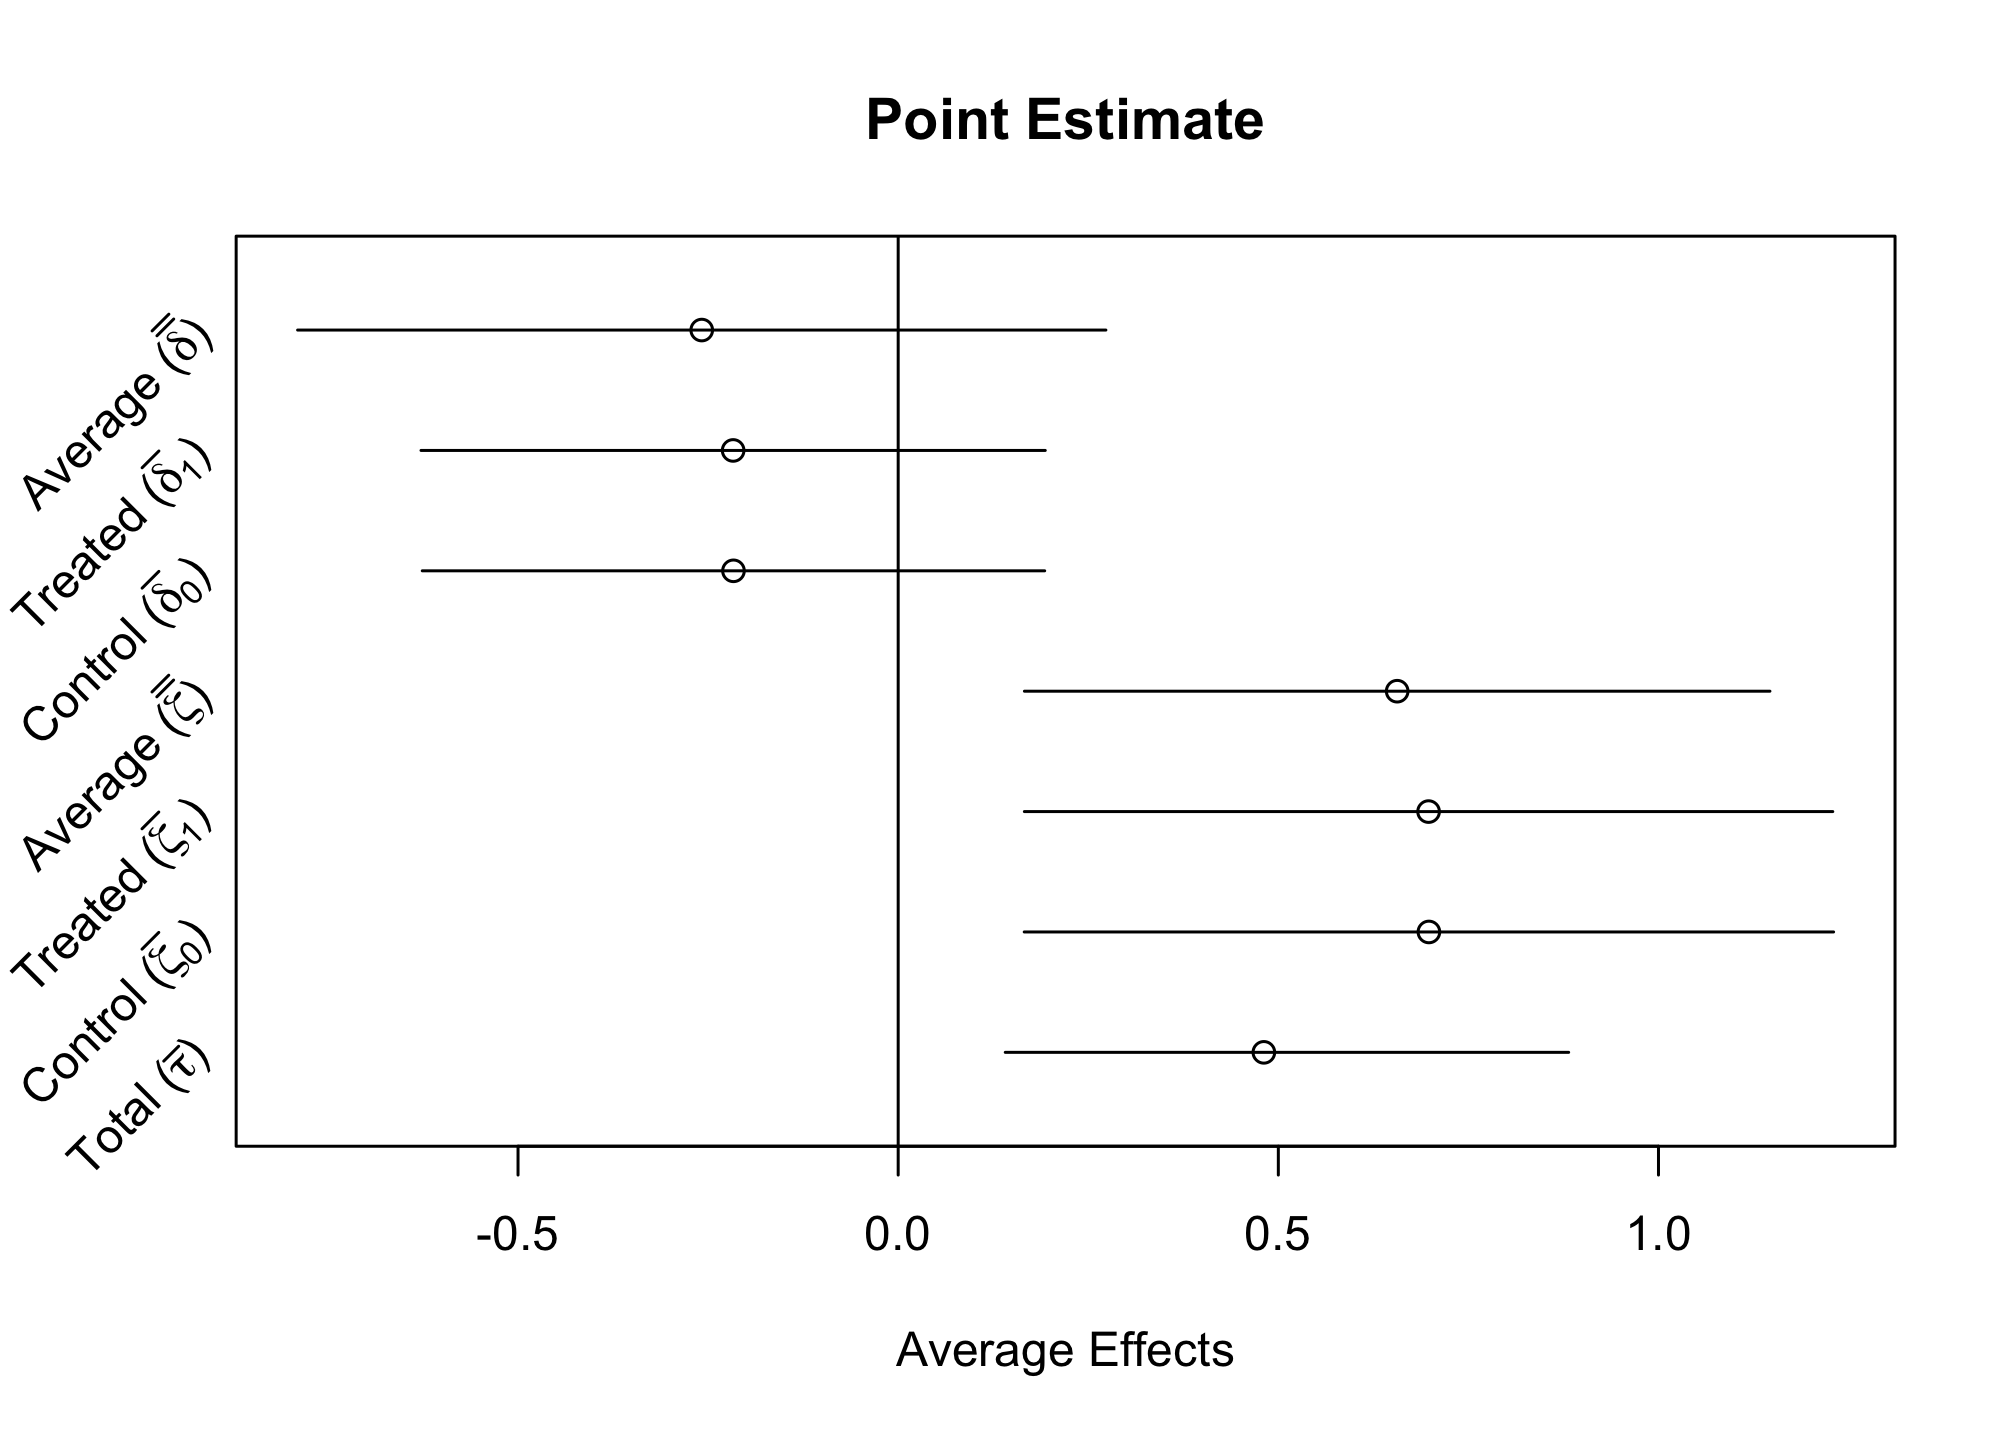 Point Estimate
Average (δ̿)
Treated (δ̄₁)
Control (δ̄₀)
Average (ζ̿)
Treated (ζ̄₁)
Control (ζ̄₀)
Total (τ̄)
-0.5 0.0 0.5 1.0
Average Effects